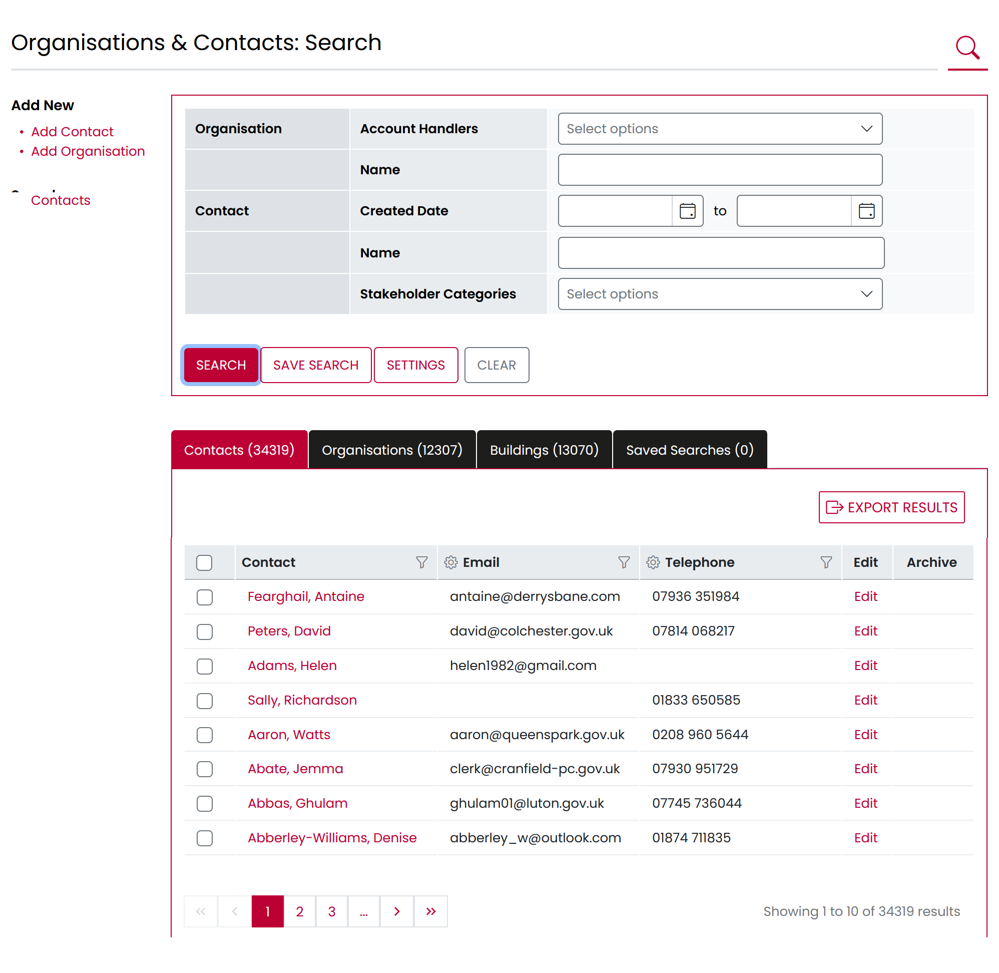 Organisations & Contacts: Search
Add New
• Add Contact
• Add Organisation
Contacts
Organisation Account Handlers Select options
Name
Contact Created Date to
Name
Stakeholder Categories Select options
SEARCH SAVE SEARCH SETTINGS CLEAR
Contacts (34319) Organisations (12307) Buildings (13070) Saved Searches (0)
EXPORT RESULTS
Contact Email Telephone Edit Archive
Fearghail, Antaine antaine@derrysbane.com 07936 351984 Edit
Peters, David david@colchester.gov.uk 07814 068217 Edit
Adams, Helen helen1982@gmail.com Edit
Sally, Richardson 01833 650585 Edit
Aaron, Watts aaron@queenspark.gov.uk 0208 960 5644 Edit
Abate, Jemma clerk@cranfield-pc.gov.uk 07930 951729 Edit
Abbas, Ghulam ghulam01@luton.gov.uk 07745 736044 Edit
Abberley-Williams, Denise abberley_w@outlook.com 01874 711835 Edit
« ‹ 1 2 3 ... › » Showing 1 to 10 of 34319 results